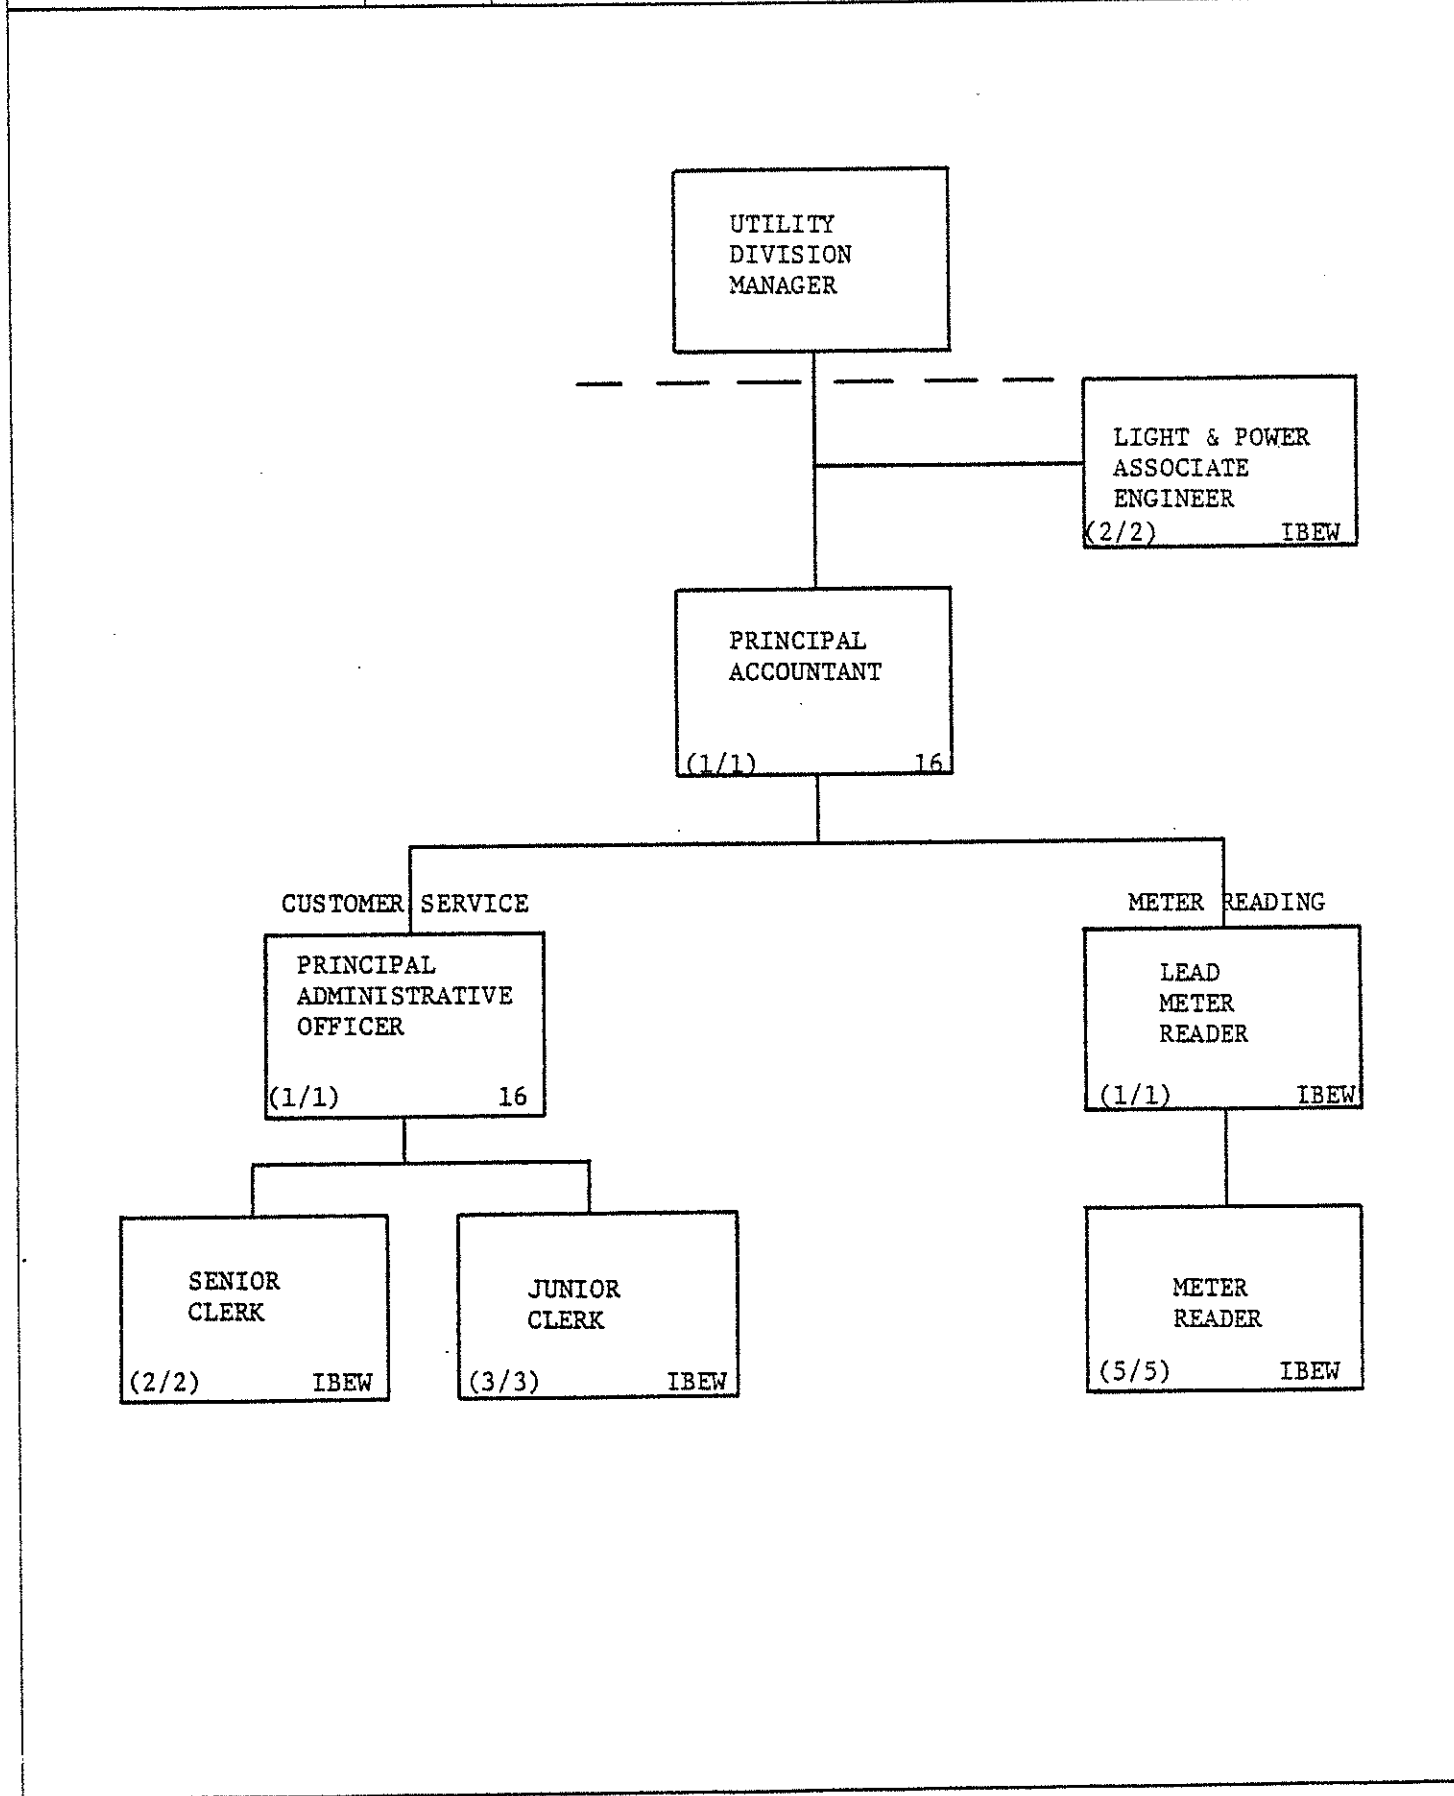 UTILITY
DIVISION
MANAGER
LIGHT & POWER
ASSOCIATE
ENGINEER
(2/2) IBEW
PRINCIPAL
ACCOUNTANT
(1/1) 16
CUSTOMER SERVICE
PRINCIPAL
ADMINISTRATIVE
OFFICER
(1/1) 16
METER READING
LEAD
METER
READER
(1/1) IBEW
SENIOR
CLERK
(2/2) IBEW
JUNIOR
CLERK
(3/3) IBEW
METER
READER
(5/5) IBEW